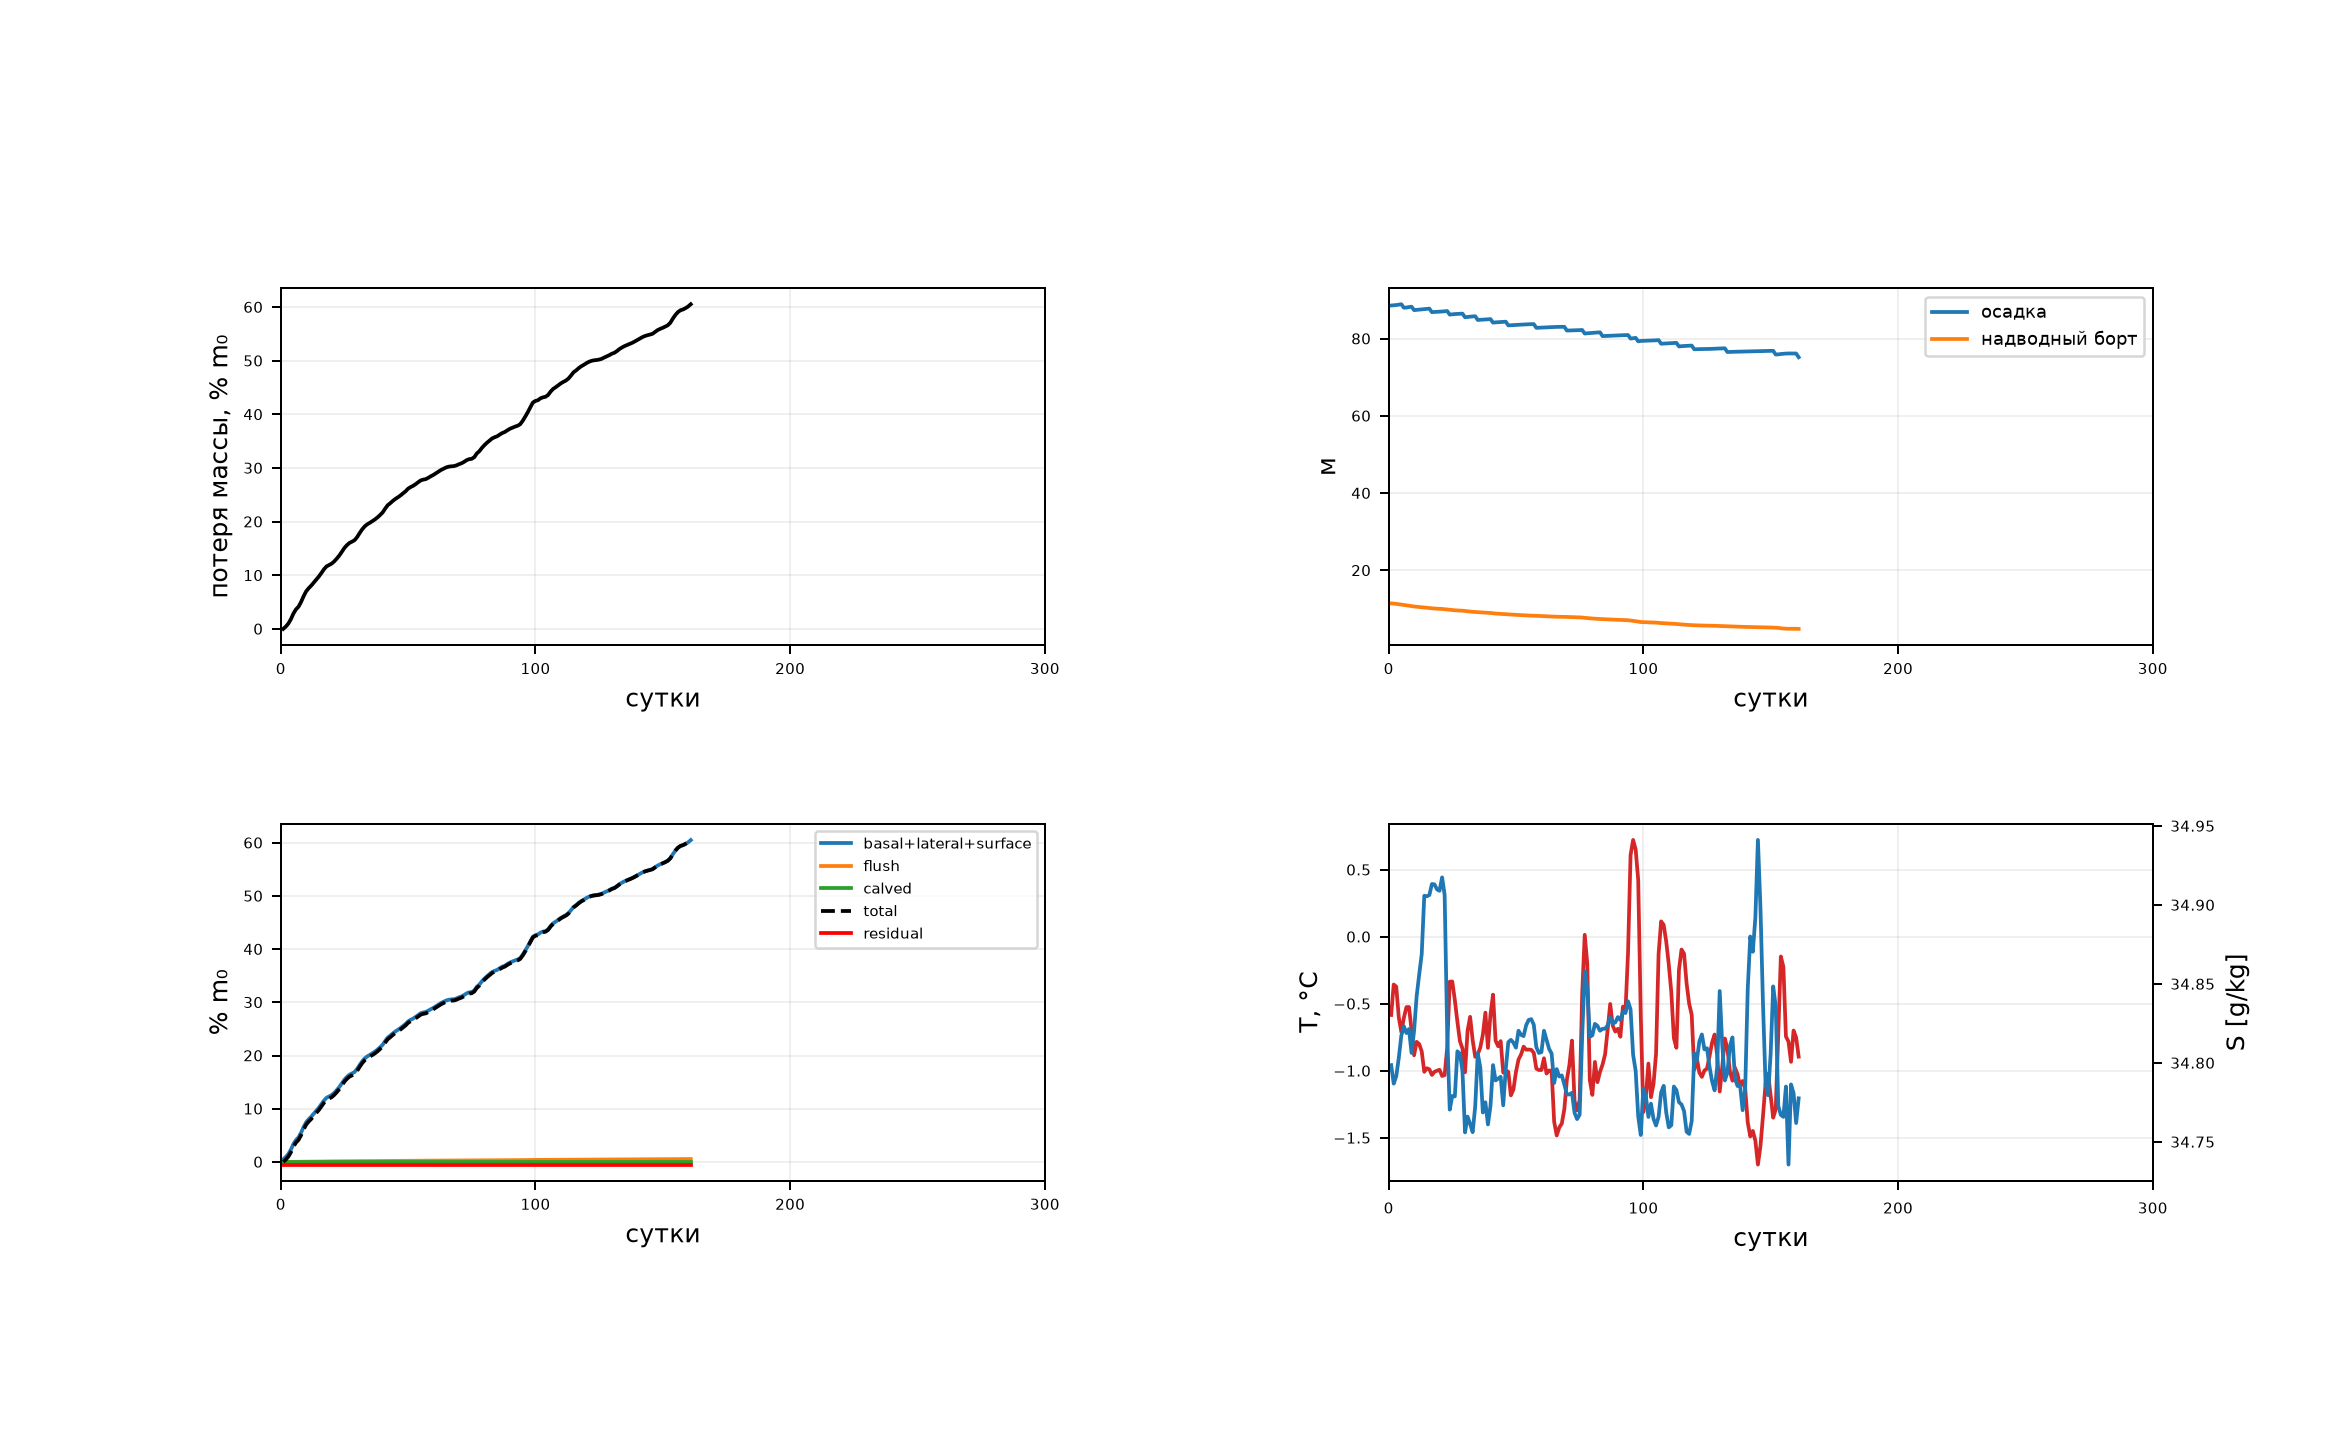 60
50
40
30
20
10
0
потеря массы, % m₀
0 100 200 300
сутки
80
60
40
20
м
осадка
надводный борт
0 100 200 300
сутки
60
50
40
30
20
10
0
% m₀
basal+lateral+surface
flush
calved
total
residual
0 100 200 300
сутки
0.5
0.0
−0.5
−1.0
−1.5
T, °C
34.95
34.90
34.85
34.80
34.75
S [g/kg]
0 100 200 300
сутки